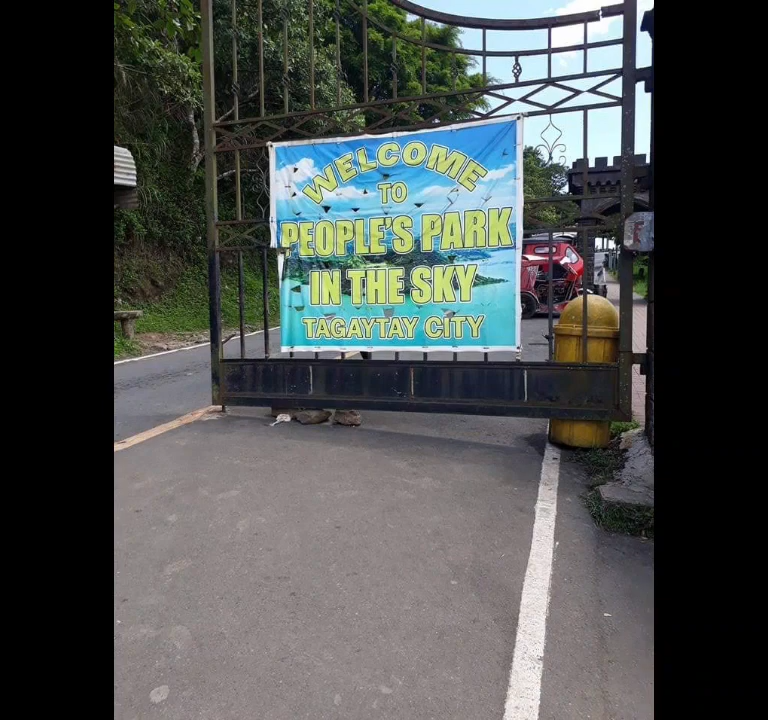 WELCOME
TO
PEOPLE'S PARK
IN THE SKY
TAGAYTAY CITY